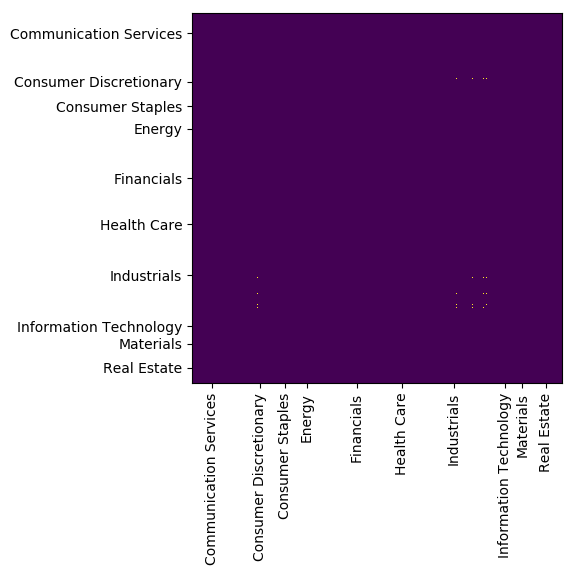 Communication Services
Consumer Discretionary
Consumer Staples
Energy
Financials
Health Care
Industrials
Information Technology
Materials
Real Estate
Communication Services
Consumer Discretionary
Consumer Staples
Energy
Financials
Health Care
Industrials
Information Technology
Materials
Real Estate